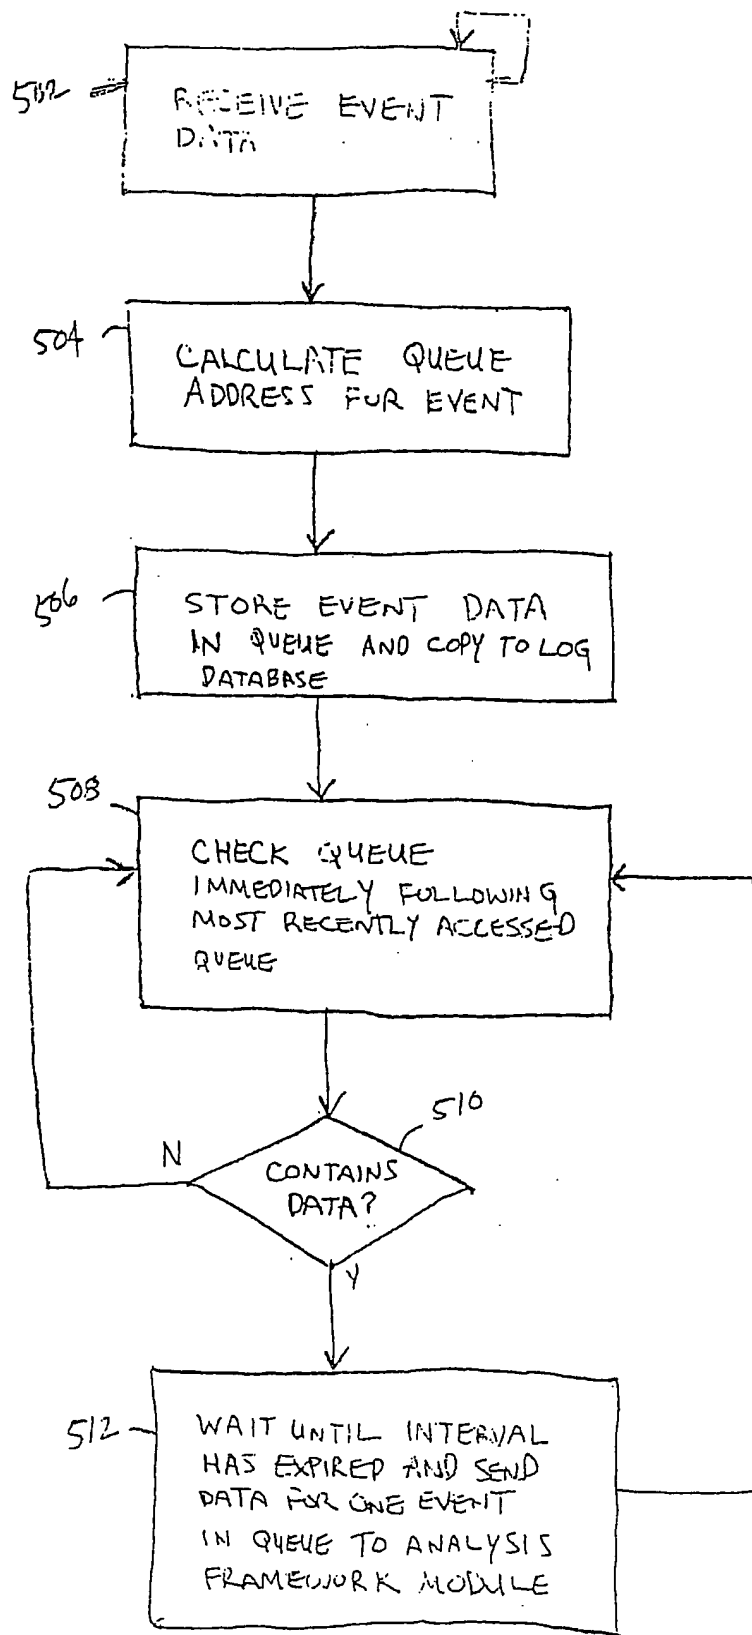 502
RECEIVE EVENT
DATA
504
CALCULATE QUEUE
ADDRESS FOR EVENT
506
STORE EVENT DATA
IN QUEUE AND COPY TO LOG
DATABASE
508
CHECK QUEUE
IMMEDIATELY FOLLOWING
MOST RECENTLY ACCESSED
QUEUE
510
N
CONTAINS
DATA?
Y
512
WAIT UNTIL INTERVAL
HAS EXPIRED AND SEND
DATA FOR ONE EVENT
IN QUEUE TO ANALYSIS
FRAMEWORK MODULE